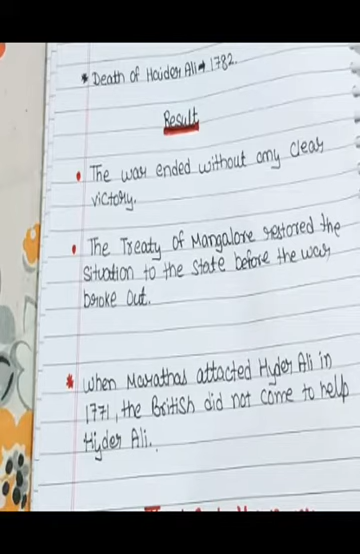 * Death of Haider Ali → 1782.
Result
• The war ended without any clear
victory.
• The Treaty of Mangalore restored the
situation to the state before the war
broke out.
* When Marathas attacted Hyder Ali in
1771, the British did not come to help
Hyder Ali.